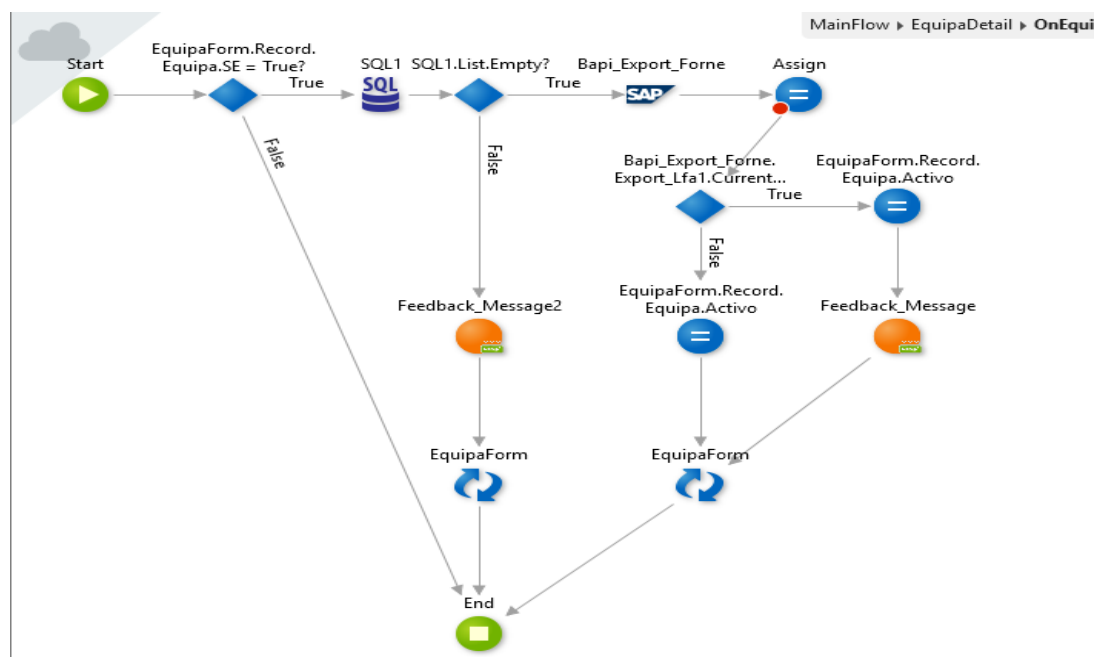 MainFlow ▸ EquipaDetail ▸ OnEqui
Start
EquipaForm.Record.
Equipa.SE = True?
True
False
SQL1
SQL
SQL1.List.Empty?
True
False
Bapi_Export_Forne
SAP
Assign
Bapi_Export_Forne.
Export_Lfa1.Current...
True
False
EquipaForm.Record.
Equipa.Activo
Feedback_Message2
EquipaForm.Record.
Equipa.Activo
Feedback_Message
EquipaForm
EquipaForm
End